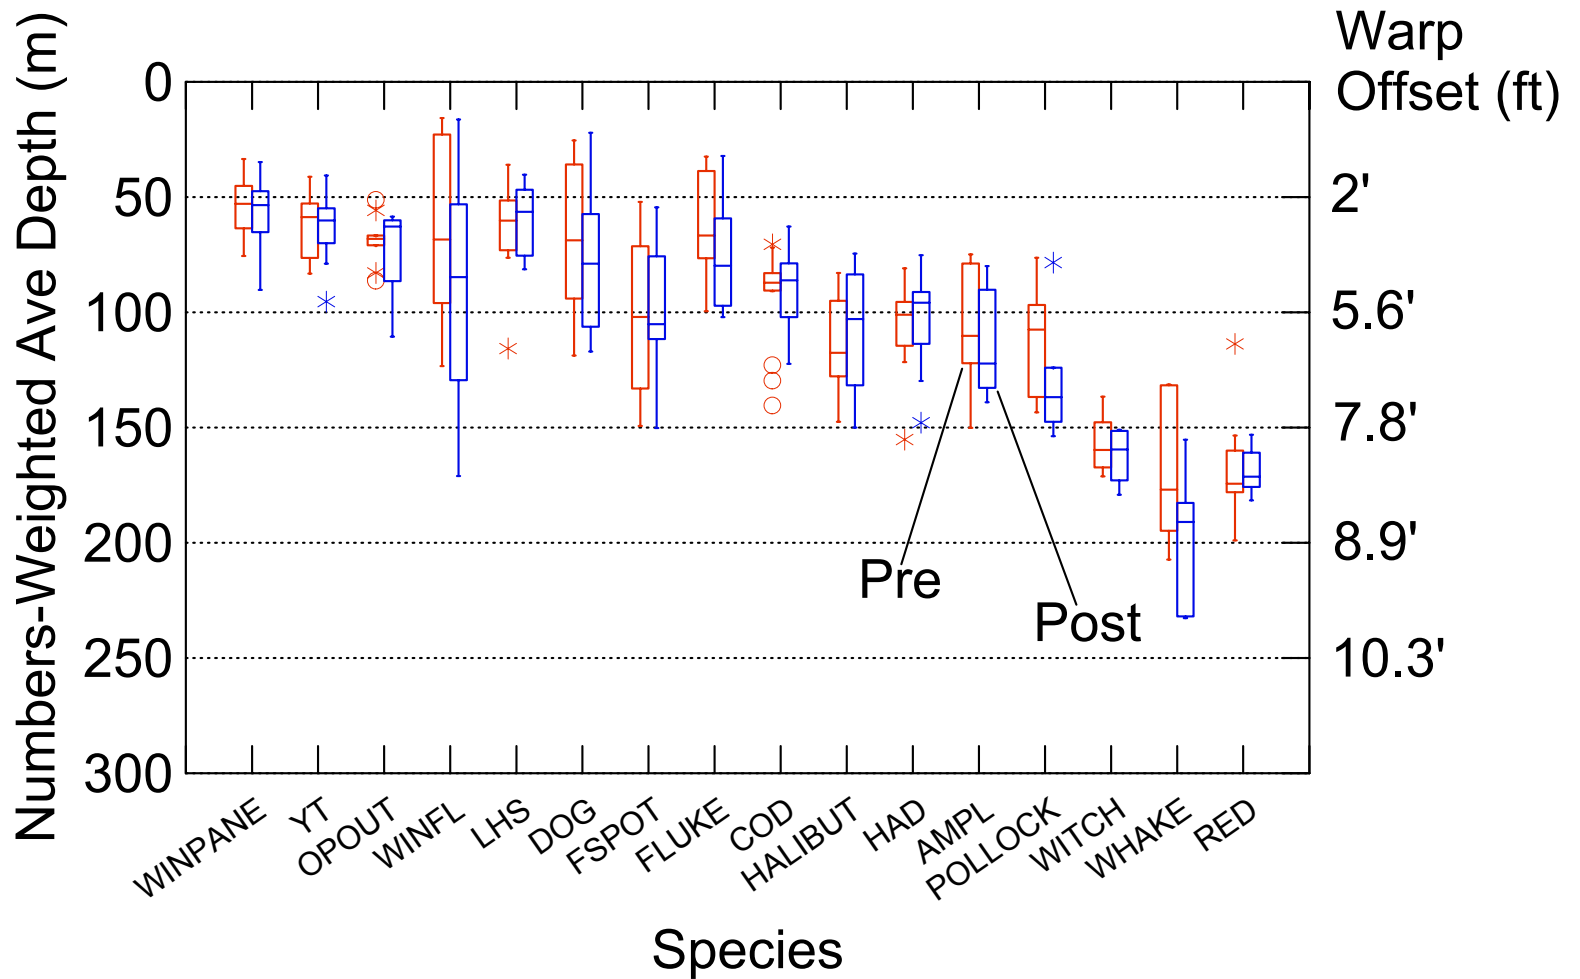 Warp
Offset (ft)
Numbers-Weighted Ave Depth (m)
0
50
100
150
200
250
300
2'
5.6'
7.8'
8.9'
10.3'
Pre
Post
WINPANE
YT
OPOUT
WINFL
LHS
DOG
FSPOT
FLUKE
COD
HALIBUT
HAD
AMPL
POLLOCK
WITCH
WHAKE
RED
Species